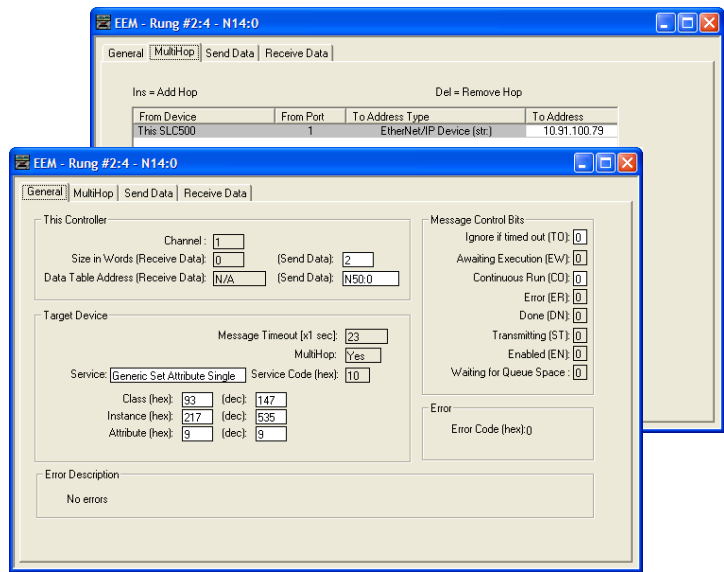 EEM - Rung #2:4 - N14:0
General MultiHop Send Data Receive Data
Ins = Add Hop Del = Remove Hop
From Device From Port To Address Type To Address
This SLC500 1 EtherNet/IP Device (str.) 10.91.100.79
EEM - Rung #2:4 - N14:0
General MultiHop Send Data Receive Data
This Controller
Channel : 1
Size in Words (Receive Data): 0 (Send Data): 2
Data Table Address (Receive Data): N/A (Send Data): N50:0
Target Device
Message Timeout [x1 sec]: 23
MultiHop: Yes
Service: Generic Set Attribute Single Service Code (hex): 10
Class (hex): 93 (dec): 147
Instance (hex): 217 (dec): 535
Attribute (hex): 9 (dec): 9
Message Control Bits
Ignore if timed out (TO): 0
Awaiting Execution (EW): 0
Continuous Run (CO): 0
Error (ER): 0
Done (DN): 0
Transmitting (ST): 0
Enabled (EN): 0
Waiting for Queue Space : 0
Error
Error Code (hex):0
Error Description
No errors